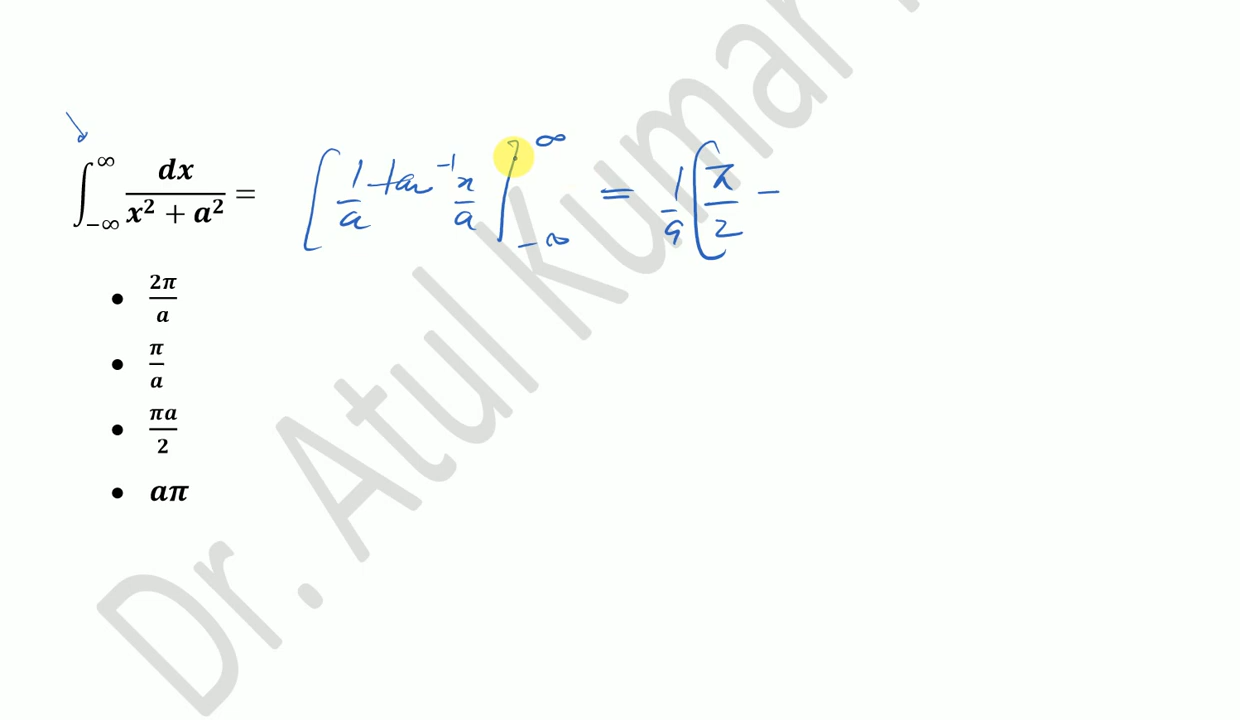 ∫_{-∞}^{∞} dx/(x² + a²) = [1/a tan⁻¹ x/a]_{-∞}^{∞} = 1/a [π/2 −
• 2π/a
• π/a
• πa/2
• aπ
Dr. Atul Kumar